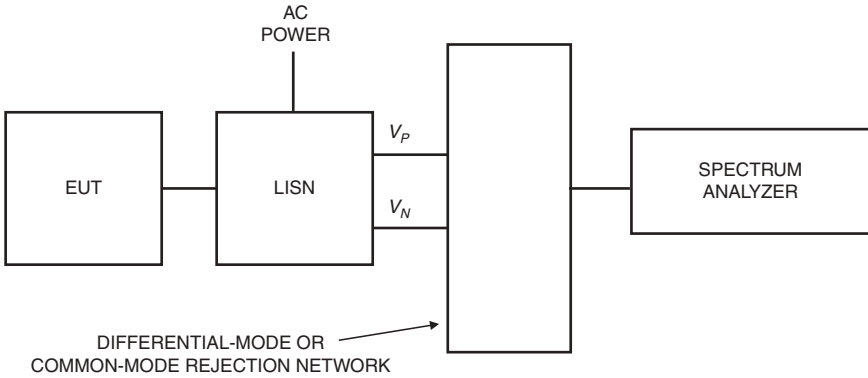 AC
POWER
EUT
LISN
V_P
V_N
SPECTRUM
ANALYZER
DIFFERENTIAL-MODE OR
COMMON-MODE REJECTION NETWORK